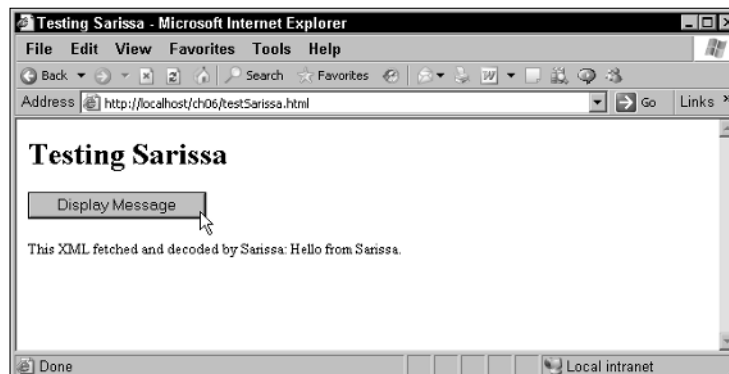 Testing Sarissa - Microsoft Internet Explorer
File Edit View Favorites Tools Help
Back Search Favorites
Address http://localhost/ch06/testSarissa.html Go Links »
Testing Sarissa
Display Message
This XML fetched and decoded by Sarissa: Hello from Sarissa.
Done Local intranet